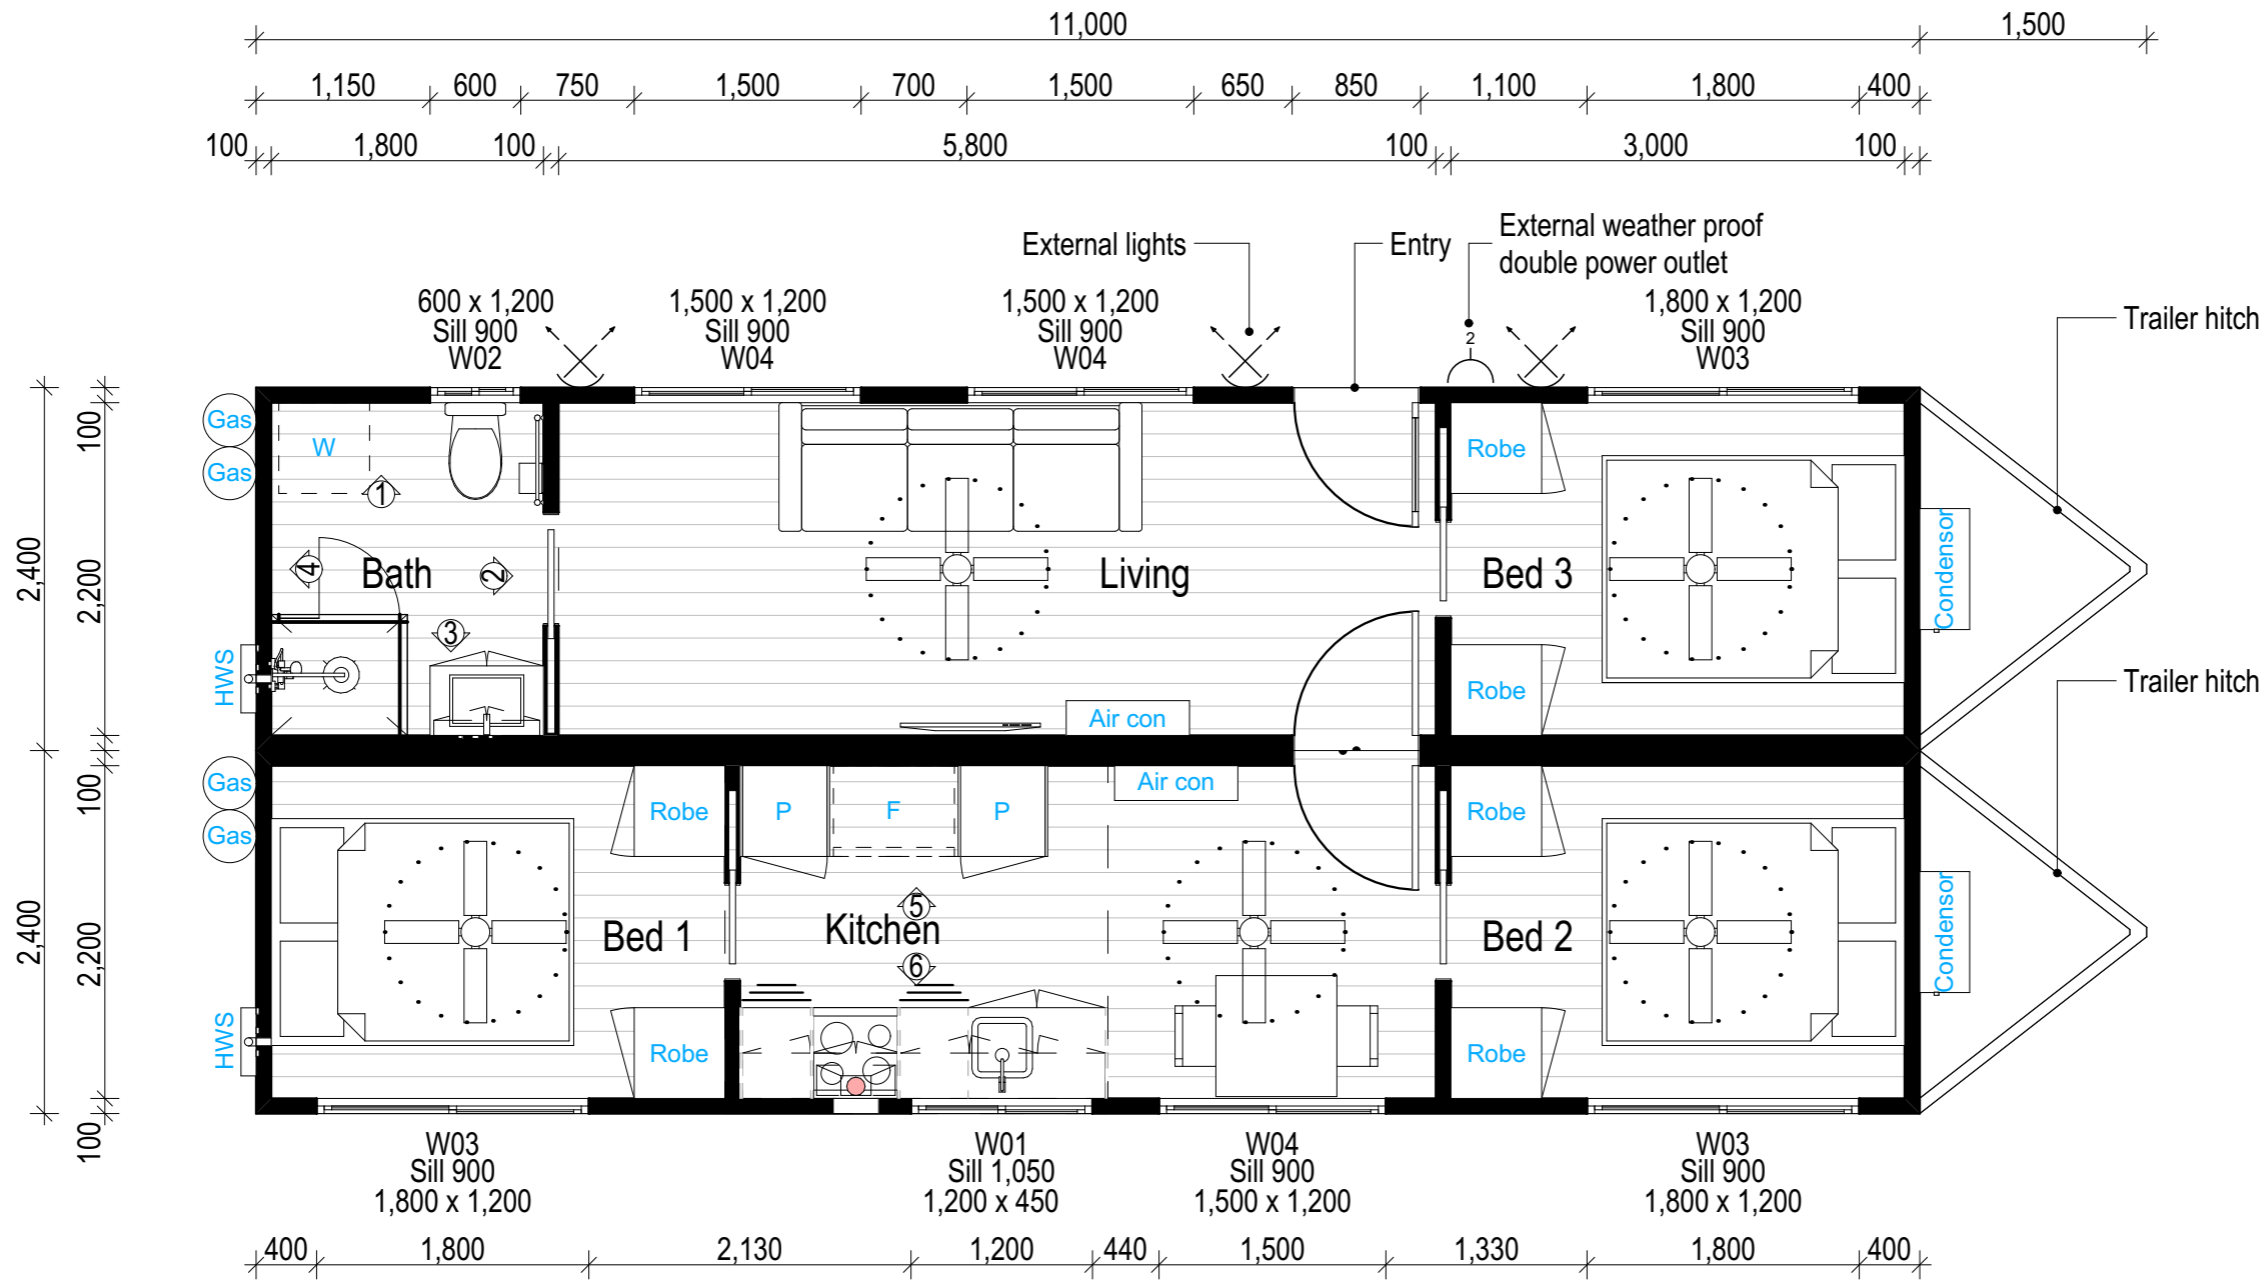 11,000 1,500
1,150 600 750 1,500 700 1,500 650 850 1,100 1,800 400
100 1,800 100 5,800 100 3,000 100
External lights
Entry
External weather proof
double power outlet
600 x 1,200
Sill 900
W02
1,500 x 1,200
Sill 900
W04
1,500 x 1,200
Sill 900
W04
2
1,800 x 1,200
Sill 900
W03
Trailer hitch
Trailer hitch
2,400
2,400
100
2,200
100
2,200
100
Gas
Gas
HWS
W
1
2
3
4
Bath
Living
Air con
Robe
Bed 3
Robe
Condensor
Gas
Gas
HWS
Bed 1
Robe
Robe
P
F
P
Air con
Kitchen
5
6
Robe
Bed 2
Robe
Condensor
W03
Sill 900
1,800 x 1,200
W01
Sill 1,050
1,200 x 450
W04
Sill 900
1,500 x 1,200
W03
Sill 900
1,800 x 1,200
400 1,800 2,130 1,200 440 1,500 1,330 1,800 400